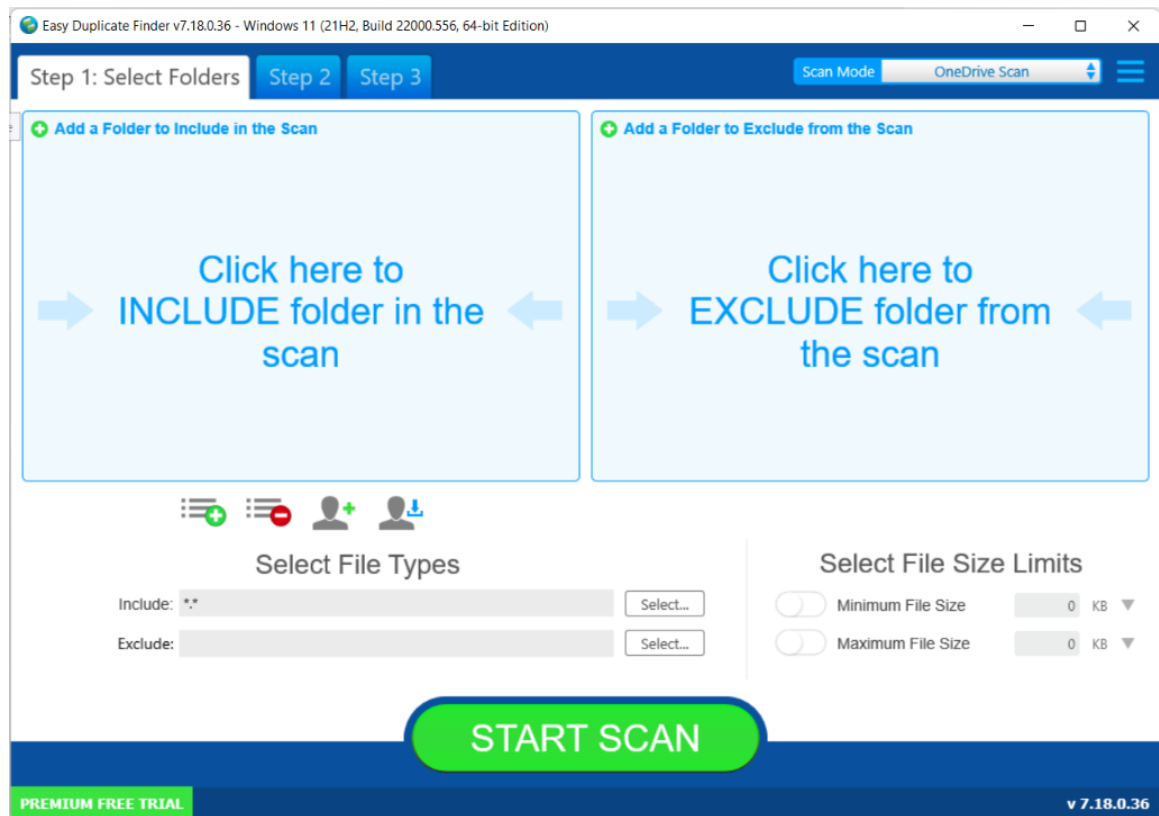 Easy Duplicate Finder v7.18.0.36 - Windows 11 (21H2, Build 22000.556, 64-bit Edition)
Step 1: Select Folders
Step 2
Step 3
Scan Mode
OneDrive Scan
Add a Folder to Include in the Scan
Click here to
INCLUDE folder in the
scan
Add a Folder to Exclude from the Scan
Click here to
EXCLUDE folder from
the scan
Select File Types
Include: *.*
Select...
Exclude:
Select...
Select File Size Limits
Minimum File Size
0 KB
Maximum File Size
0 KB
START SCAN
PREMIUM FREE TRIAL
v 7.18.0.36